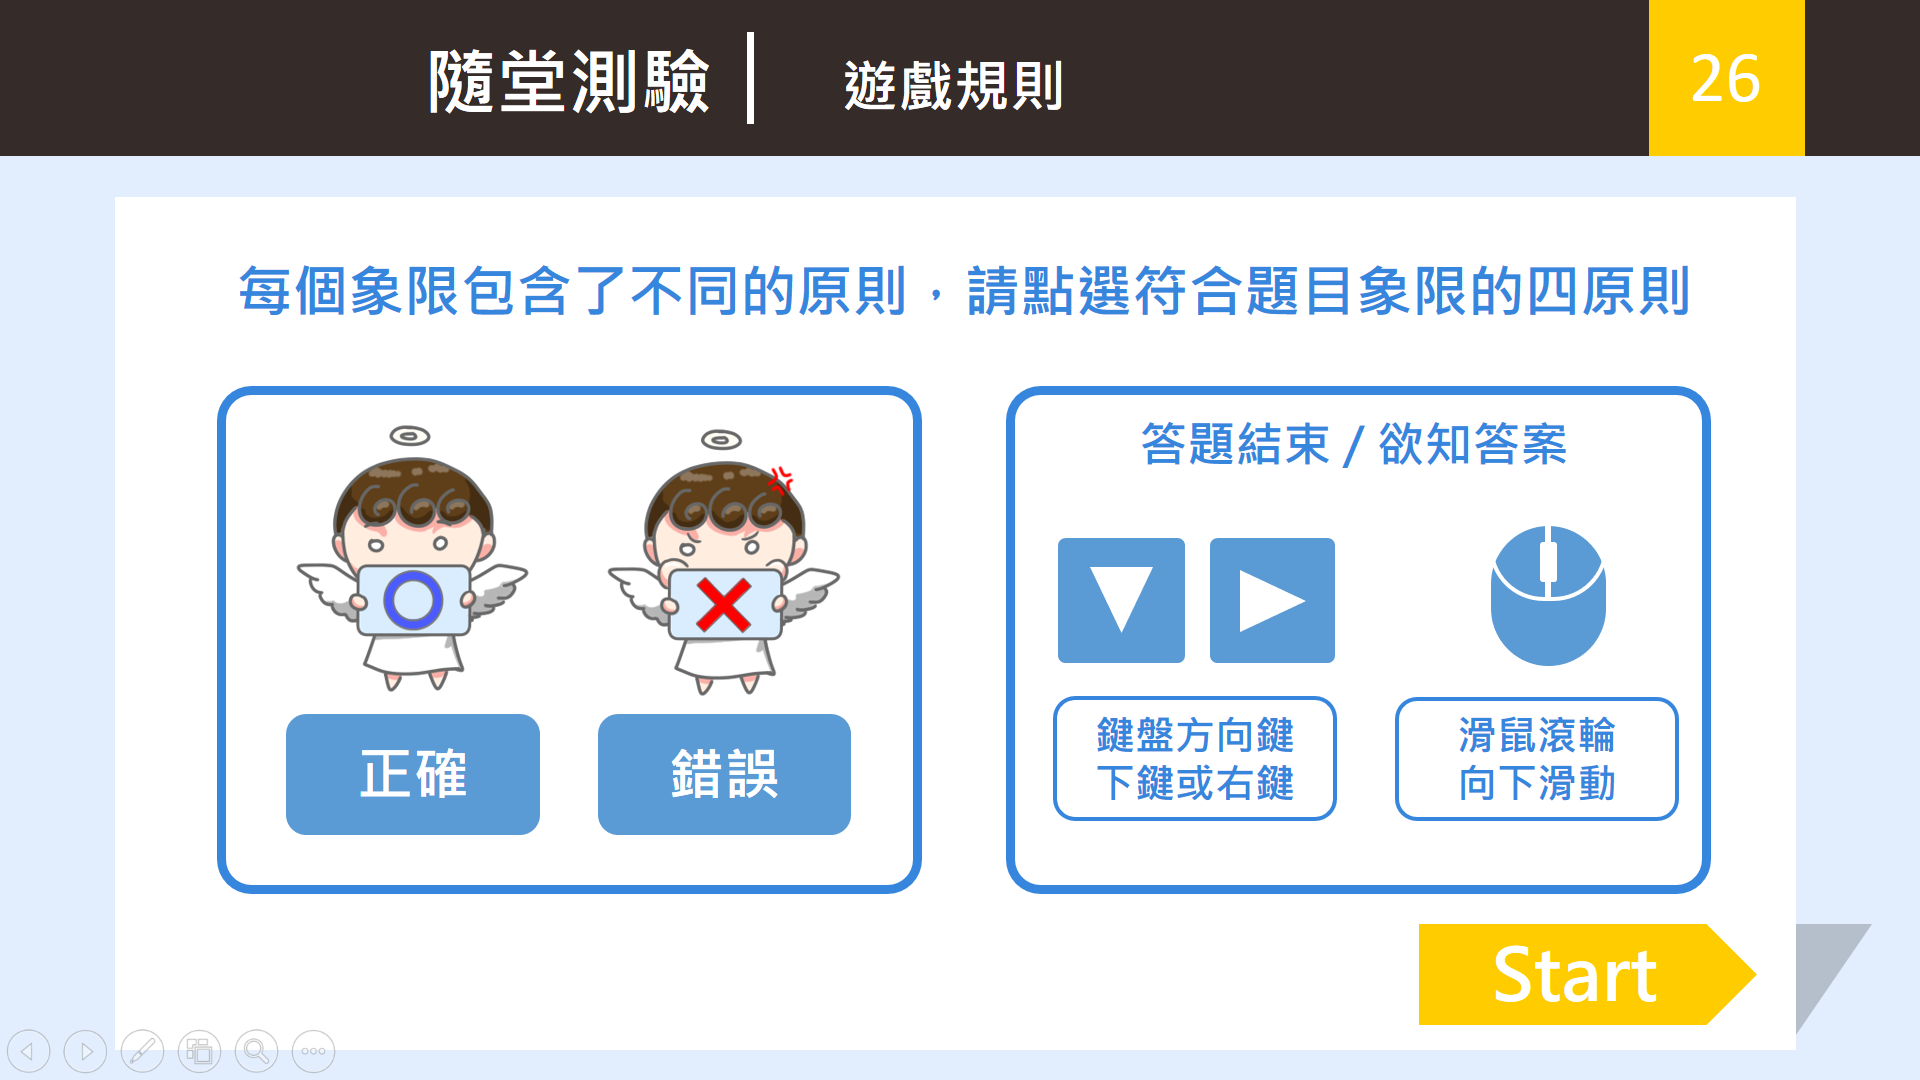 隨堂測驗
遊戲規則
26
每個象限包含了不同的原則，請點選符合題目象限的四原則
正確
錯誤
答題結束 / 欲知答案
鍵盤方向鍵
下鍵或右鍵
滑鼠滾輪
向下滑動
Start